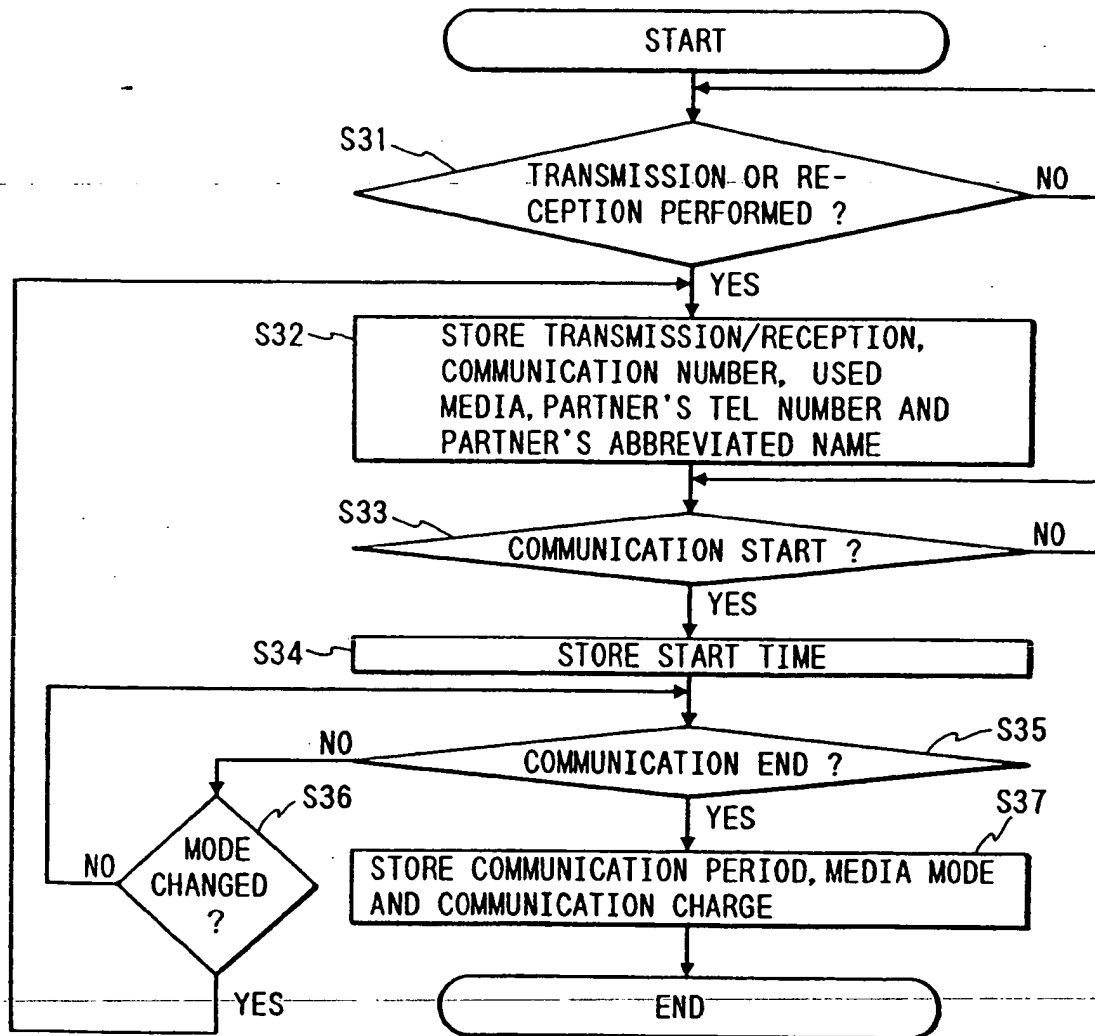 START
S31
TRANSMISSION OR RE-
CEPTION PERFORMED ?
NO
YES
S32
STORE TRANSMISSION/RECEPTION,
COMMUNICATION NUMBER, USED
MEDIA, PARTNER'S TEL NUMBER AND
PARTNER'S ABBREVIATED NAME
S33
COMMUNICATION START ?
NO
YES
S34
STORE START TIME
NO
COMMUNICATION END ?
S35
YES
S36
MODE
CHANGED
?
NO
YES
S37
STORE COMMUNICATION PERIOD, MEDIA MODE
AND COMMUNICATION CHARGE
END